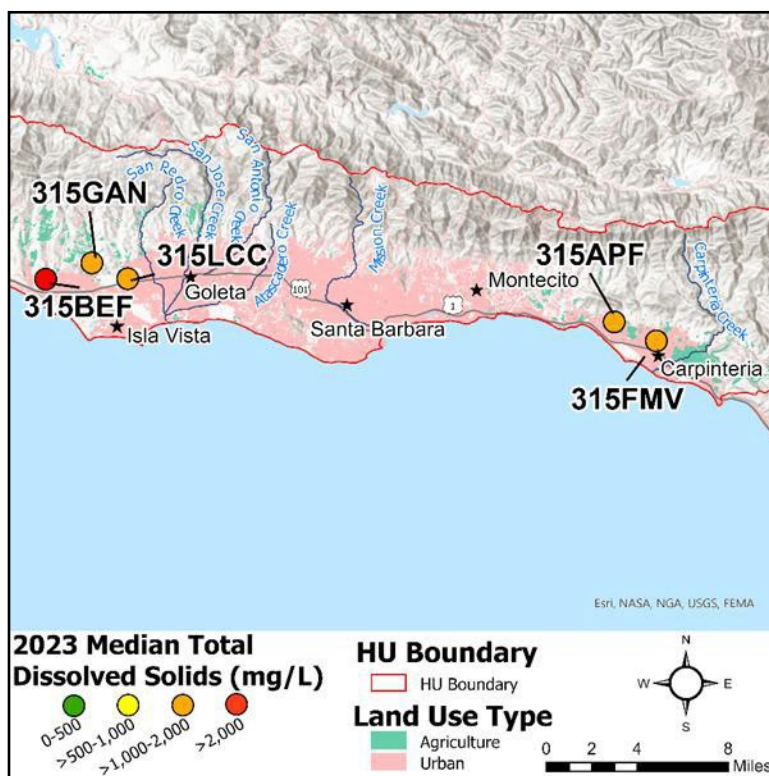 San Pedro
Creek
San Jose Creek
San Antonio
Creek
Atascadero Creek
Mission Creek
Carpinteria Creek
315GAN
315LCC
315BEF
Goleta
Isla Vista
101
Santa Barbara
Montecito
1
315APF
Carpinteria
315FMV
Esri, NASA, NGA, USGS, FEMA
2023 Median Total
Dissolved Solids (mg/L)
0-500
>500-1,000
>1,000-2,000
>2,000
HU Boundary
HU Boundary
Land Use Type
Agriculture
Urban
N
W
E
S
0 2 4 8
Miles